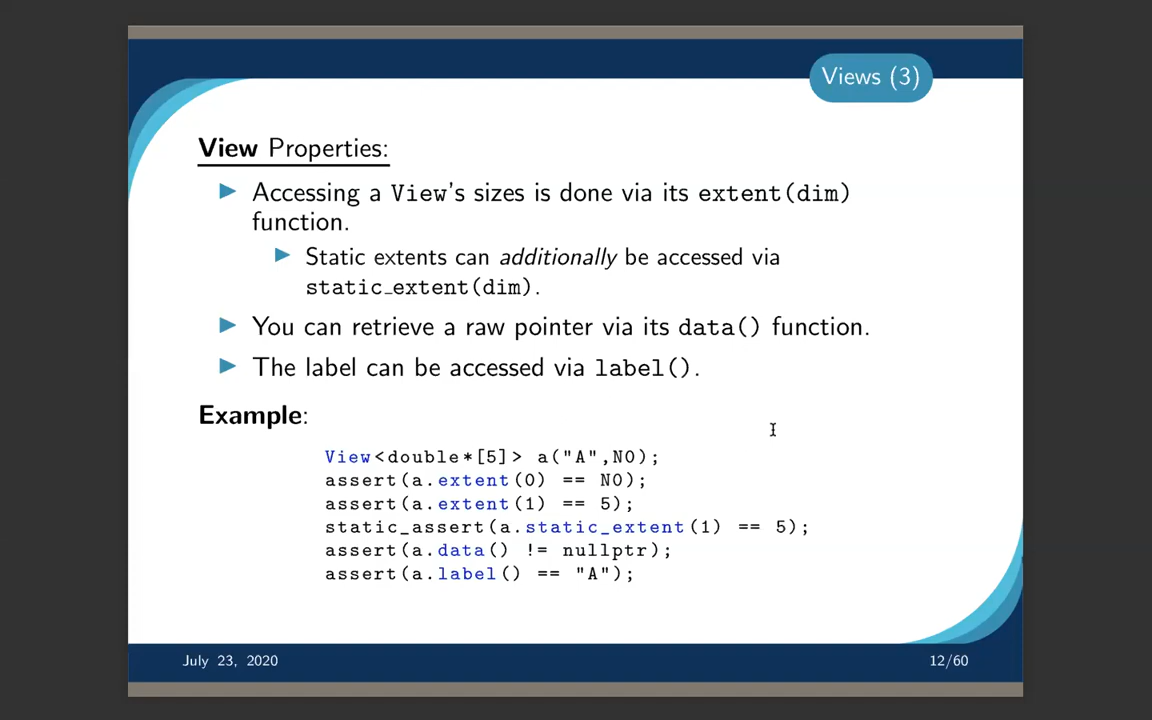 Views (3)
View Properties:
▶ Accessing a View's sizes is done via its extent(dim)
function.
▶ Static extents can additionally be accessed via
static_extent(dim).
▶ You can retrieve a raw pointer via its data() function.
▶ The label can be accessed via label().
Example:
View<double*[5]> a("A",N0);
assert(a.extent(0) == N0);
assert(a.extent(1) == 5);
static_assert(a.static_extent(1) == 5);
assert(a.data() != nullptr);
assert(a.label() == "A");
July 23, 2020 12/60